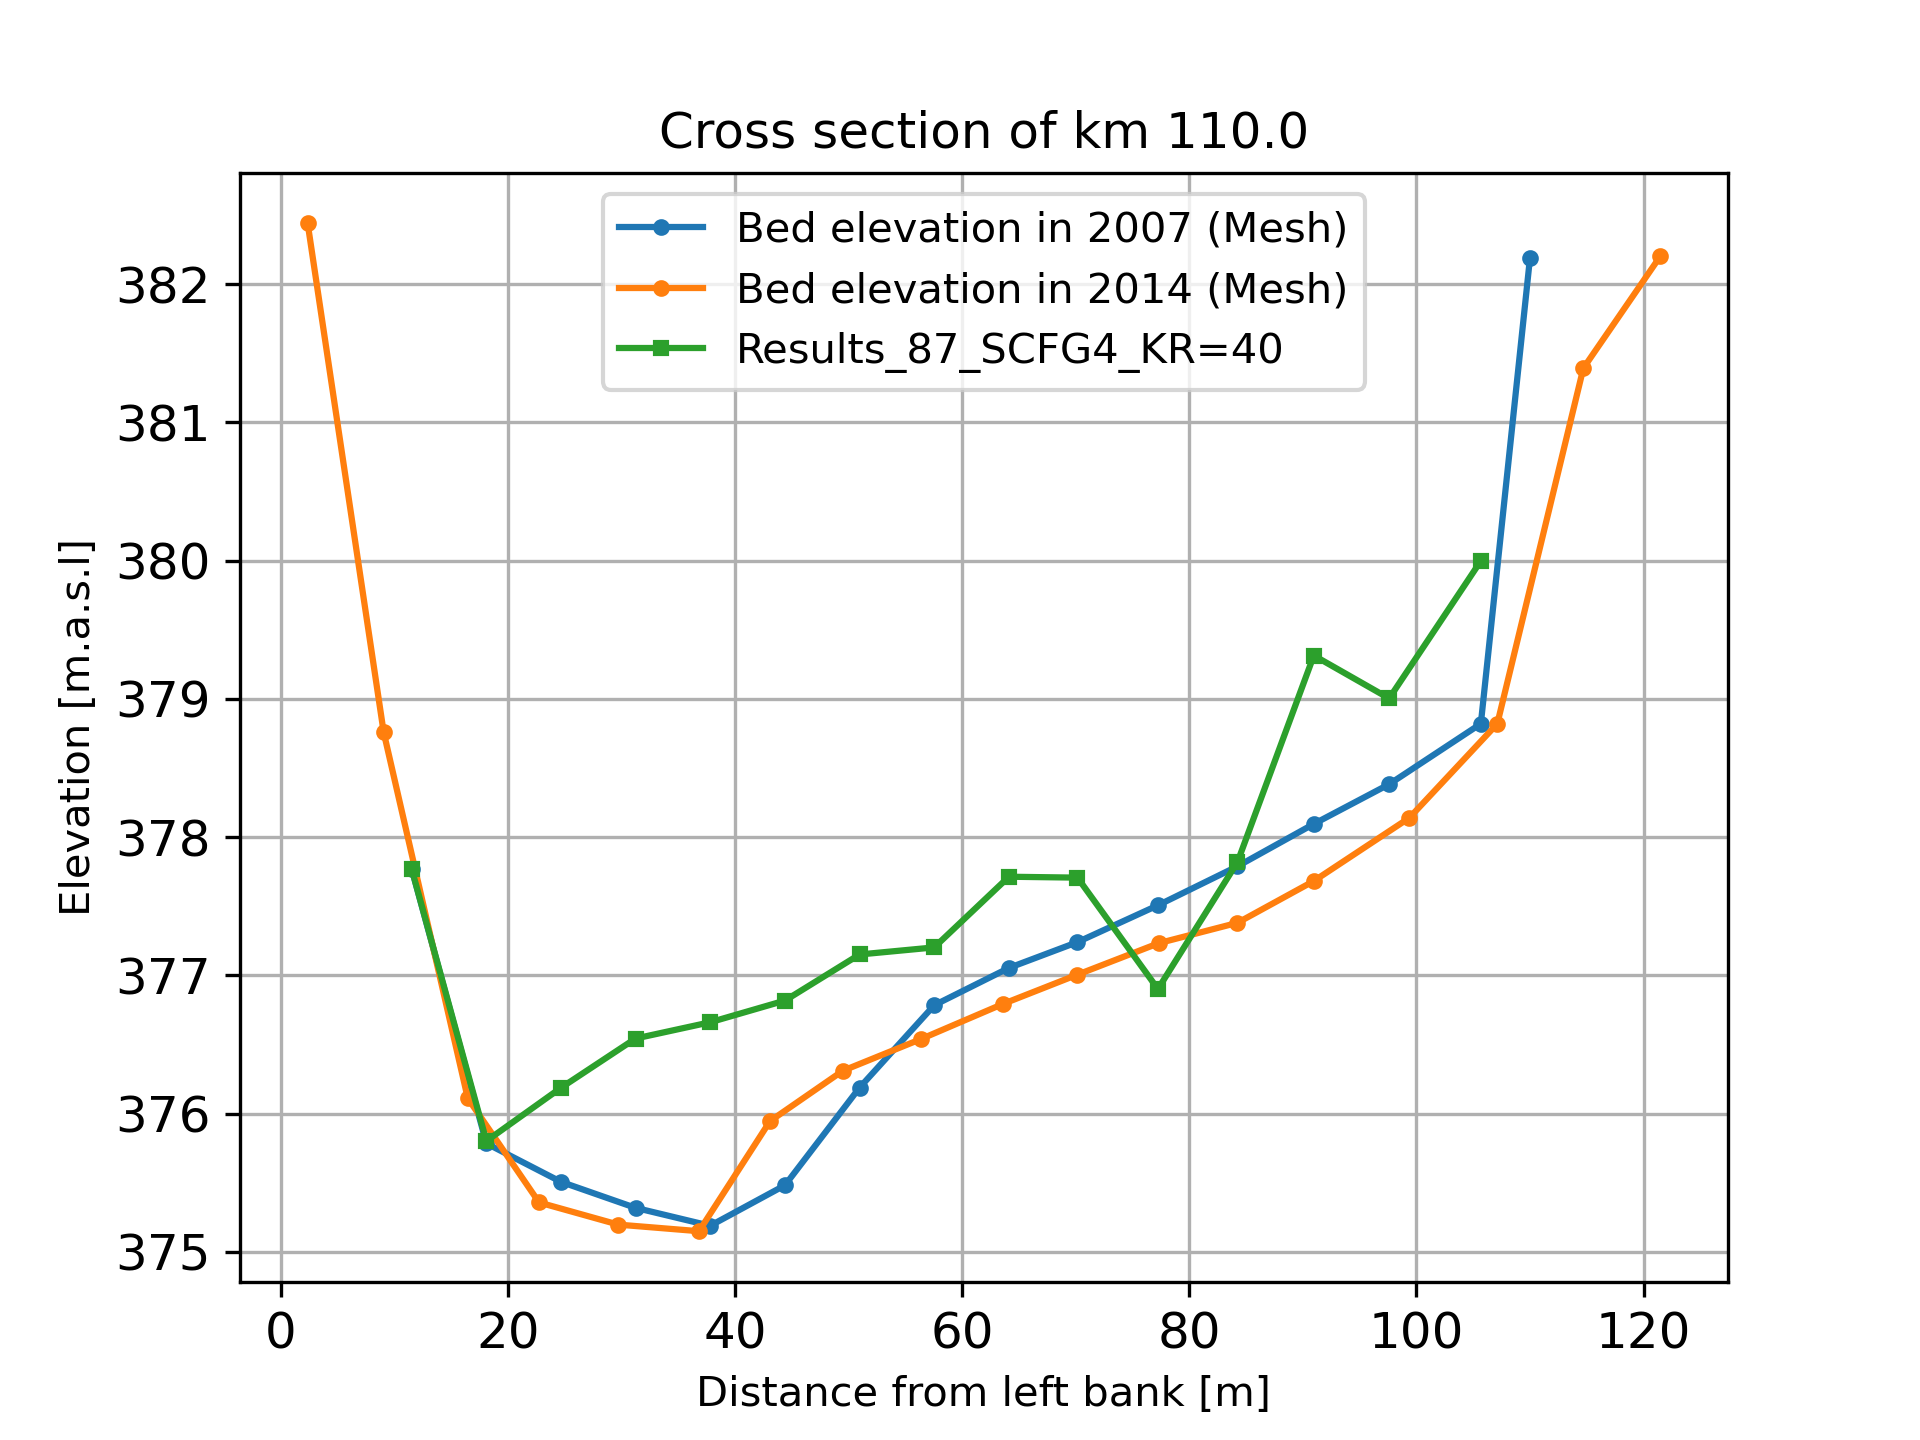 Cross section of km 110.0
Bed elevation in 2007 (Mesh)
Bed elevation in 2014 (Mesh)
Results_87_SCFG4_KR=40
Elevation [m.a.s.l]
382
381
380
379
378
377
376
375
0 20 40 60 80 100 120
Distance from left bank [m]